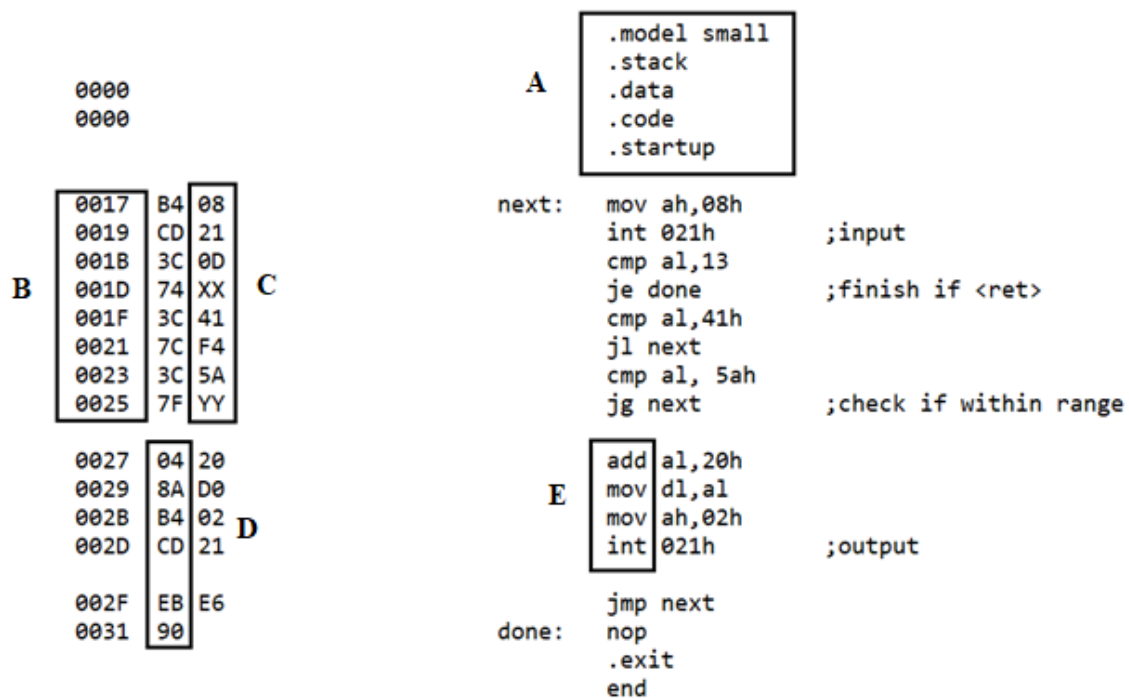 .model small
.stack
0000 A .data
0000 .code
.startup
0017 B4 08 next: mov ah,08h
0019 CD 21 int 021h ;input
001B 3C 0D cmp al,13
B 001D 74 XX C je done ;finish if <ret>
001F 3C 41 cmp al,41h
0021 7C F4 jl next
0023 3C 5A cmp al, 5ah
0025 7F YY jg next ;check if within range
0027 04 20 add al,20h
0029 8A D0 E mov dl,al
002B B4 02 D mov ah,02h
002D CD 21 int 021h ;output
002F EB E6 jmp next
0031 90 done: nop
.exit
end